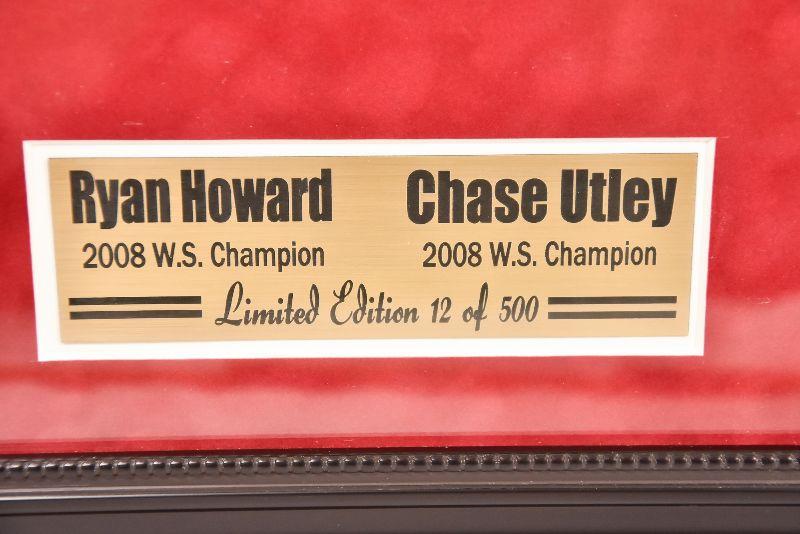 Ryan Howard Chase Utley
2008 W.S. Champion 2008 W.S. Champion
Limited Edition 12 of 500